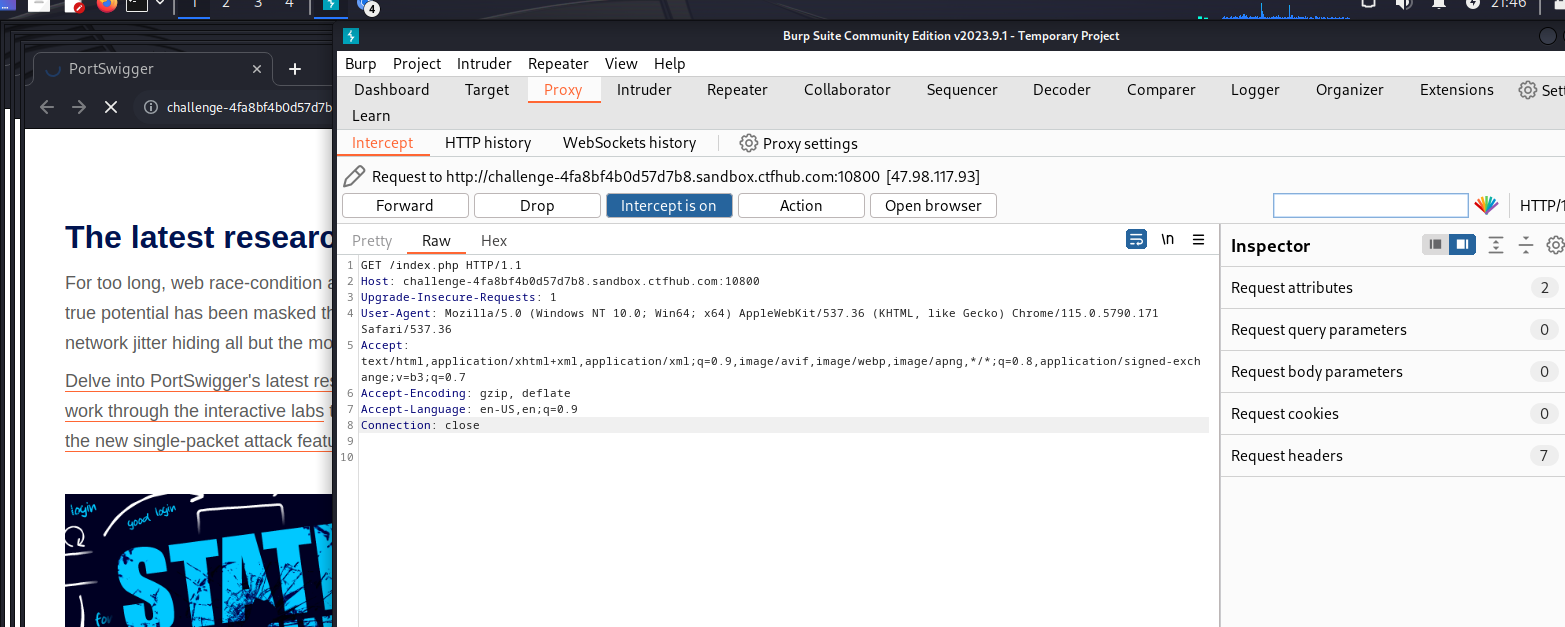 1 2 3 4
4
21:46
Burp Suite Community Edition v2023.9.1 - Temporary Project
PortSwigger
challenge-4fa8bf4b0d57d7b
Burp Project Intruder Repeater View Help
Dashboard Target Proxy Intruder Repeater Collaborator Sequencer Decoder Comparer Logger Organizer Extensions
Learn
Intercept HTTP history WebSockets history Proxy settings
Request to http://challenge-4fa8bf4b0d57d7b8.sandbox.ctfhub.com:10800 [47.98.117.93]
Forward Drop Intercept is on Action Open browser HTTP/1
Pretty Raw Hex \n
1 GET /index.php HTTP/1.1
2 Host: challenge-4fa8bf4b0d57d7b8.sandbox.ctfhub.com:10800
3 Upgrade-Insecure-Requests: 1
4 User-Agent: Mozilla/5.0 (Windows NT 10.0; Win64; x64) AppleWebKit/537.36 (KHTML, like Gecko) Chrome/115.0.5790.171
Safari/537.36
5 Accept:
text/html,application/xhtml+xml,application/xml;q=0.9,image/avif,image/webp,image/apng,*/*;q=0.8,application/signed-exch
ange;v=b3;q=0.7
6 Accept-Encoding: gzip, deflate
7 Accept-Language: en-US,en;q=0.9
8 Connection: close
9
10
Inspector
Request attributes 2
Request query parameters 0
Request body parameters 0
Request cookies 0
Request headers 7
The latest researc
For too long, web race-condition
true potential has been masked
network jitter hiding all but the mo
Delve into PortSwigger's latest res
work through the interactive labs
the new single-packet attack featu
login
good login
STATE